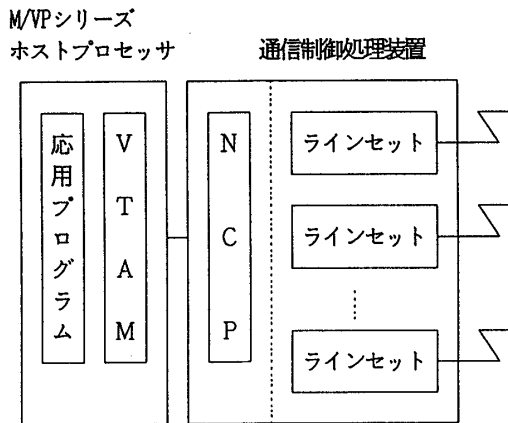 M/VPシリーズ
ホストプロセッサ
通信制御処理装置
応用プログラム
VTAM
NCP
ラインセット
ラインセット
ラインセット